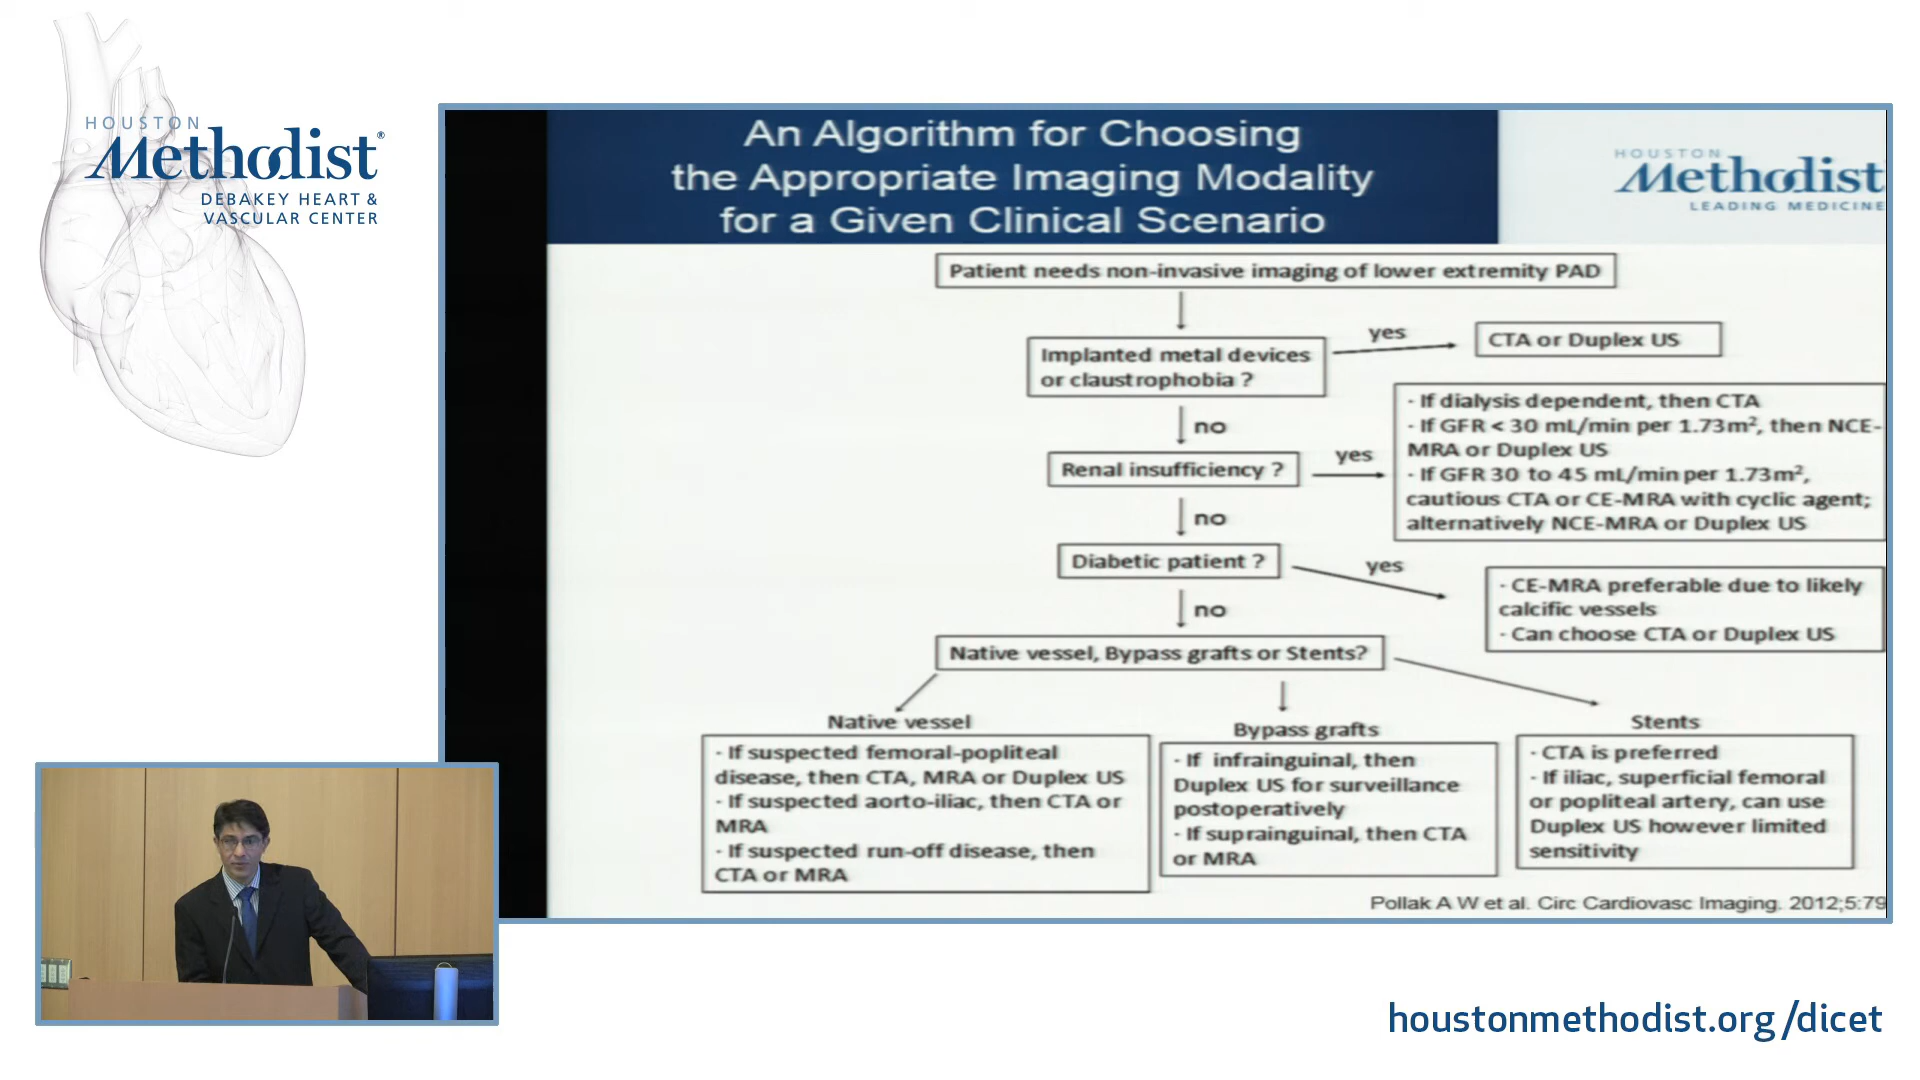 HOUSTON
Methodist®
DEBAKEY HEART &
VASCULAR CENTER
An Algorithm for Choosing
the Appropriate Imaging Modality
for a Given Clinical Scenario
HOUSTON
Methodist
LEADING MEDICINE
Patient needs non-invasive imaging of lower extremity PAD
Implanted metal devices
or claustrophobia ?
yes
CTA or Duplex US
no
Renal insufficiency ?
yes
- If dialysis dependent, then CTA
- If GFR < 30 mL/min per 1.73m², then NCE-
MRA or Duplex US
- If GFR 30 to 45 mL/min per 1.73m²,
cautious CTA or CE-MRA with cyclic agent;
alternatively NCE-MRA or Duplex US
no
Diabetic patient ?
yes
- CE-MRA preferable due to likely
calcific vessels
- Can choose CTA or Duplex US
no
Native vessel, Bypass grafts or Stents?
Native vessel
- If suspected femoral-popliteal
disease, then CTA, MRA or Duplex US
- If suspected aorto-iliac, then CTA or
MRA
- If suspected run-off disease, then
CTA or MRA
Bypass grafts
- If infrainguinal, then
Duplex US for surveillance
postoperatively
- If suprainguinal, then CTA
or MRA
Stents
- CTA is preferred
- If iliac, superficial femoral
or popliteal artery, can use
Duplex US however limited
sensitivity
Pollak A W et al. Circ Cardiovasc Imaging. 2012;5:79
houstonmethodist.org/dicet